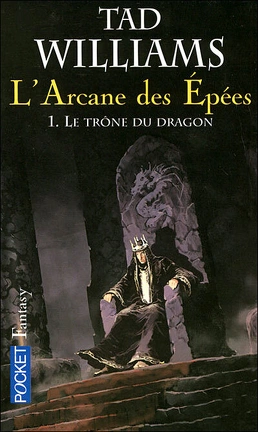 TAD
WILLIAMS
L'Arcane des Épées
1. LE TRÔNE DU DRAGON
POCKET
Fantasy